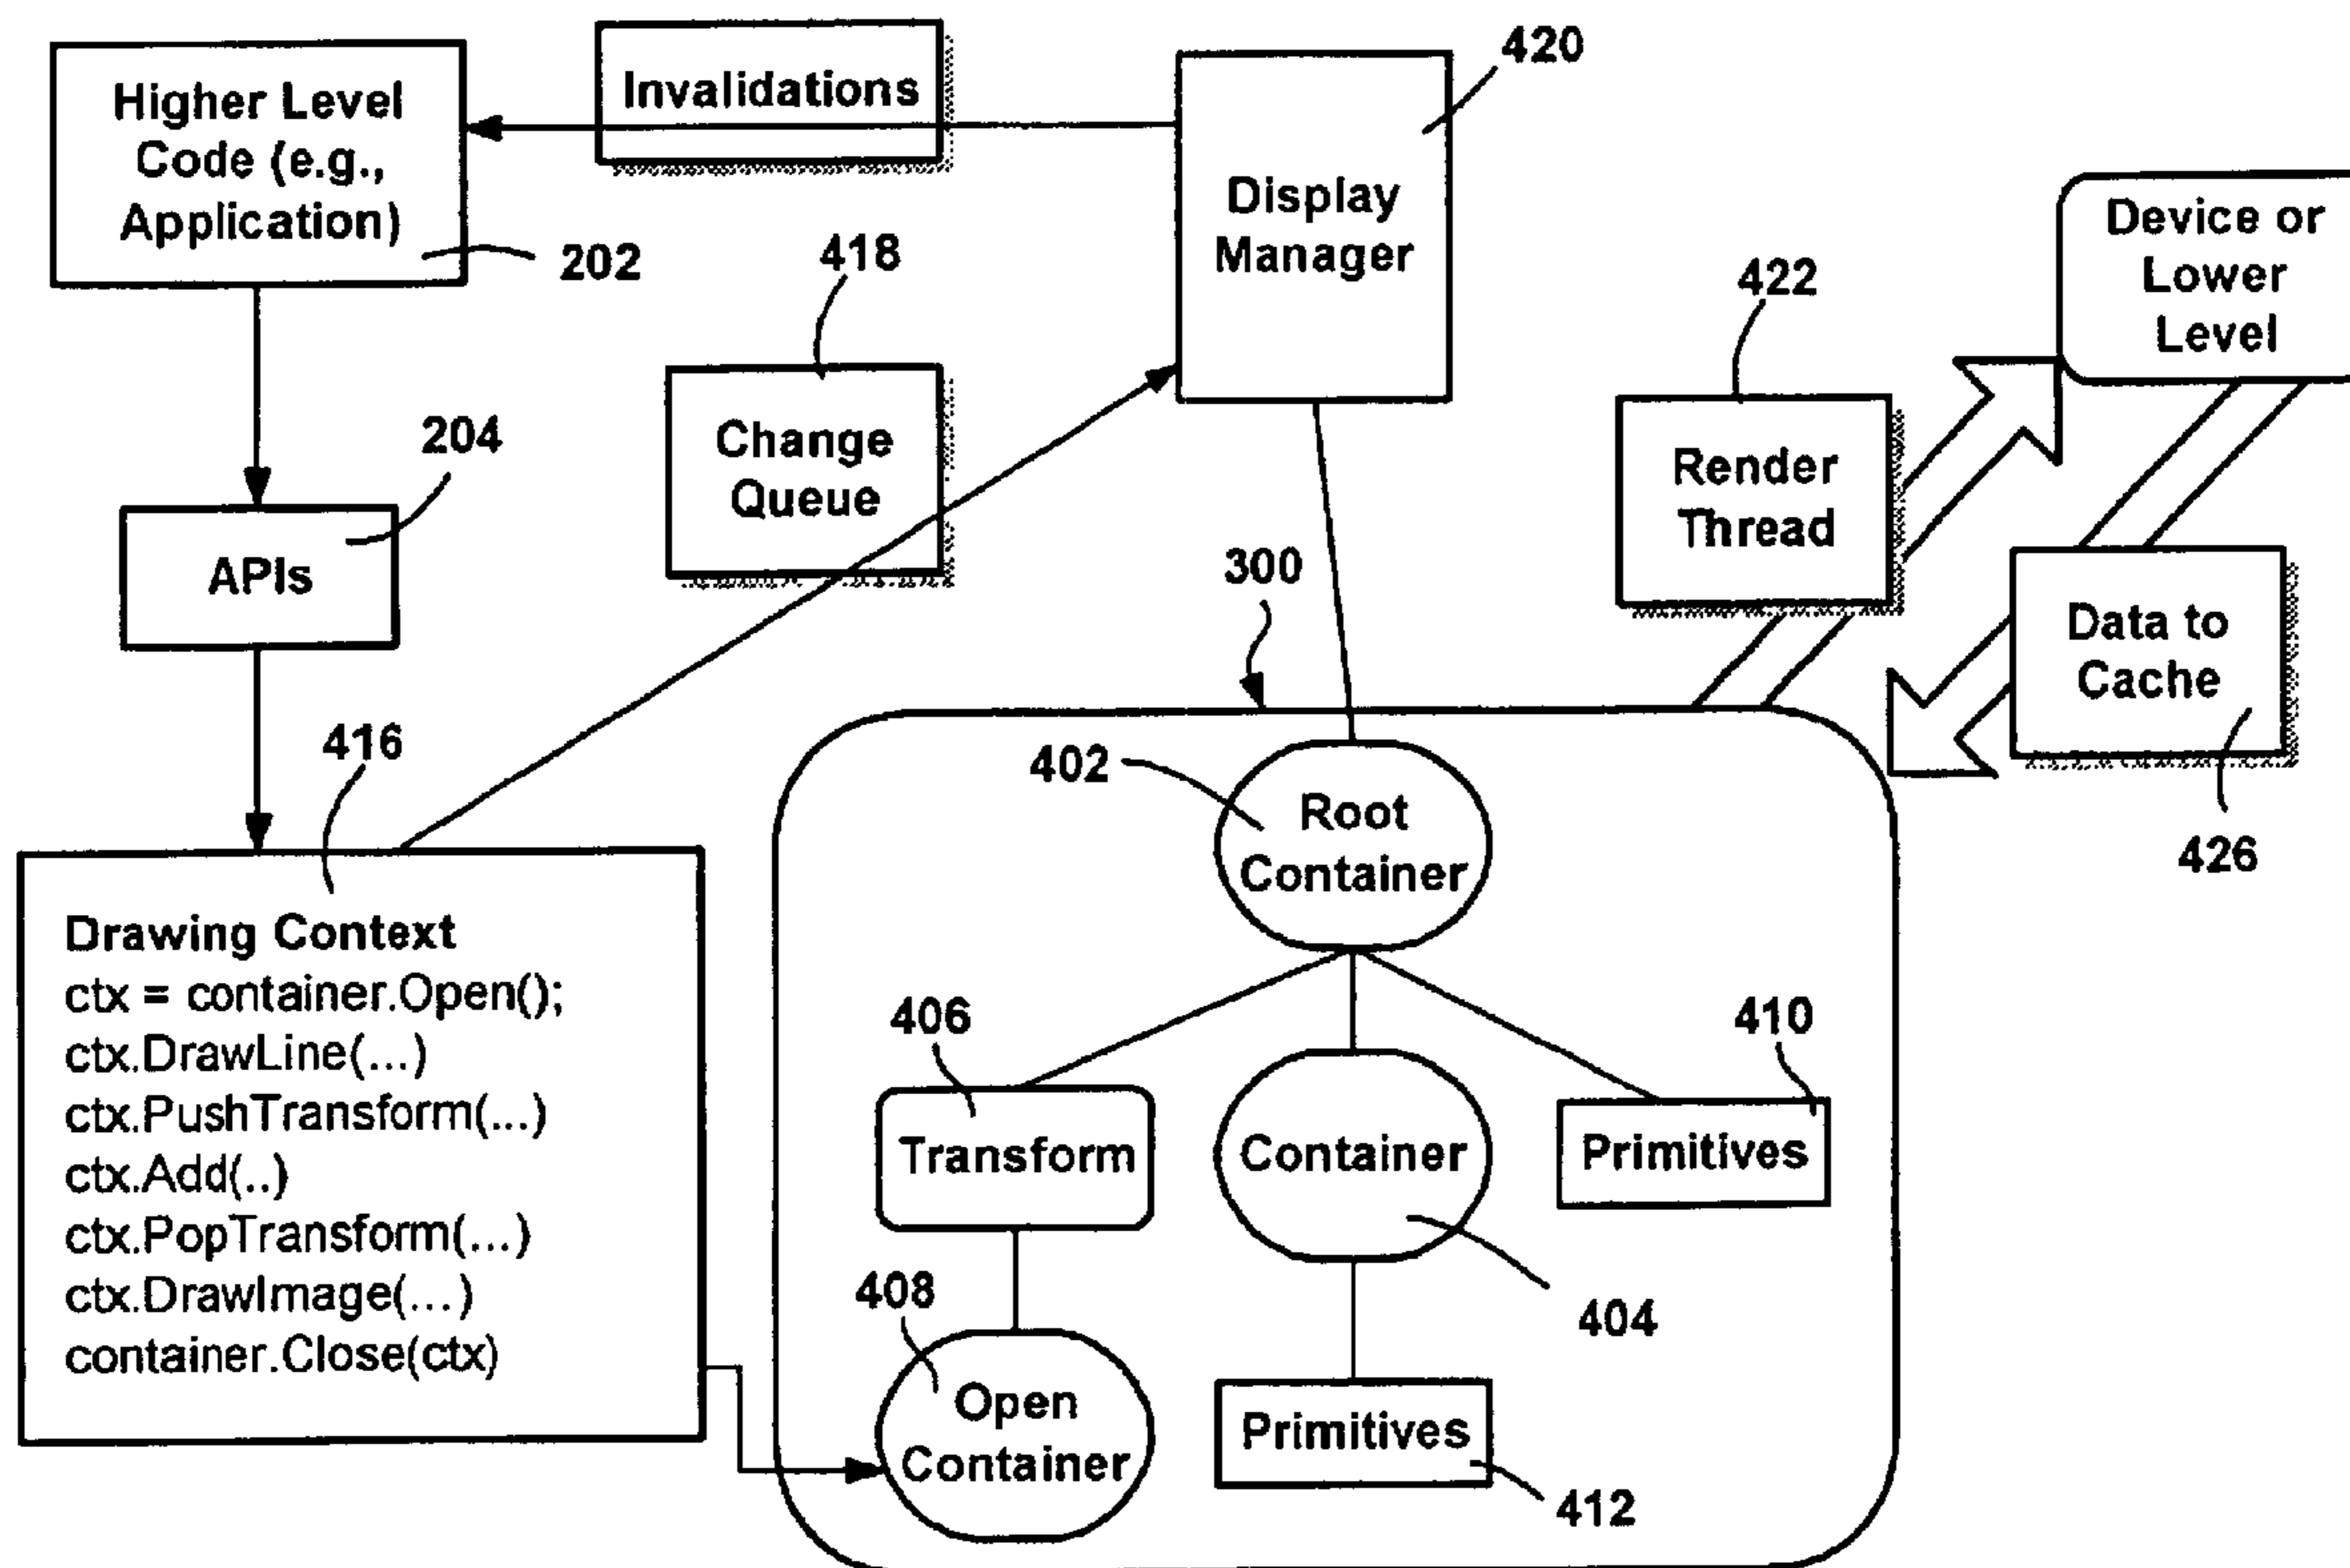 Higher Level
Code (e.g.,
Application)
202
Invalidations
420
Display
Manager
Device or
Lower
Level
418
Change
Queue
422
Render
Thread
204
APIs
300
Data to
Cache
426
416
Drawing Context
ctx = container.Open();
ctx.DrawLine(...)
ctx.PushTransform(...)
ctx.Add(..)
ctx.PopTransform(...)
ctx.DrawImage(...)
container.Close(ctx)
402
Root
Container
406
Transform
Container
404
410
Primitives
408
Open
Container
Primitives
412